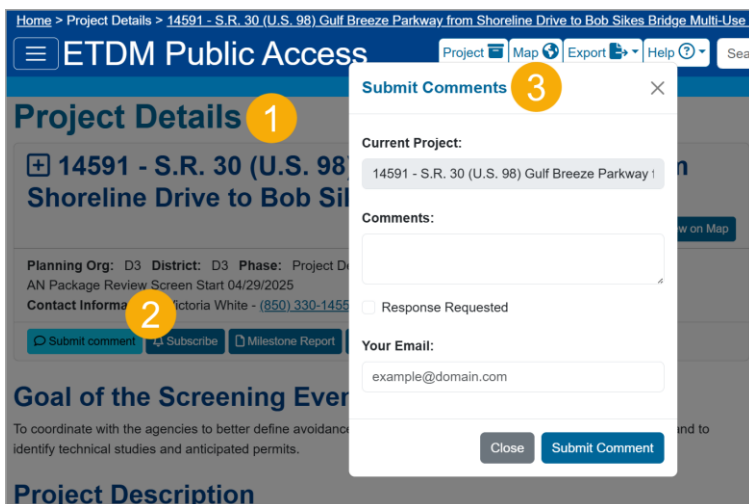 Home > Project Details > 14591 - S.R. 30 (U.S. 98) Gulf Breeze Parkway from Shoreline Drive to Bob Sikes Bridge Multi-Use
ETDM Public Access
Project Map Export Help
Project Details 1
14591 - S.R. 30 (U.S. 98)
Shoreline Drive to Bob
on Map
Planning Org: D3 District: D3 Phase: Project
AN Package Review Screen Start 04/29/2025
Contact Victoria White - (850) 330-1455
2
Submit comment Subscribe Milestone Report
Goal of the Screening
To coordinate with the agencies to better define and to
identify technical studies and anticipated permits.
Project Description
Submit Comments 3
Current Project:
14591 - S.R. 30 (U.S. 98) Gulf Breeze Parkway
Comments:
Response Requested
Your Email:
example@domain.com
Close Submit Comment